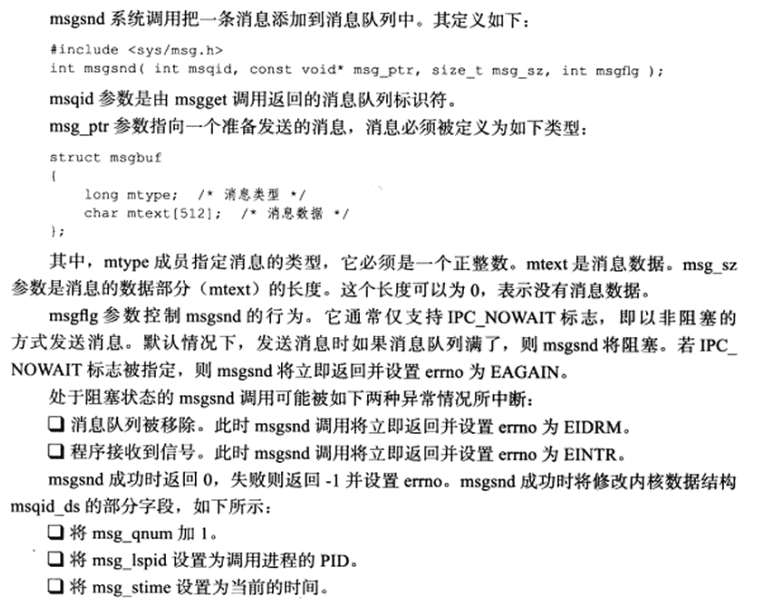 msgsnd 系统调用把一条消息添加到消息队列中。其定义如下：
#include <sys/msg.h>
int msgsnd( int msqid, const void* msg_ptr, size_t msg_sz, int msgflg );
msqid 参数是由 msgget 调用返回的消息队列标识符。
msg_ptr 参数指向一个准备发送的消息，消息必须被定义为如下类型：
struct msgbuf
{
long mtype; /* 消息类型 */
char mtext[512]; /* 消息数据 */
};
其中，mtype 成员指定消息的类型，它必须是一个正整数。mtext 是消息数据。msg_sz
参数是消息的数据部分（mtext）的长度。这个长度可以为 0，表示没有消息数据。
msgflg 参数控制 msgsnd 的行为。它通常仅支持 IPC_NOWAIT 标志，即以非阻塞的
方式发送消息。默认情况下，发送消息时如果消息队列满了，则 msgsnd 将阻塞。若 IPC_
NOWAIT 标志被指定，则 msgsnd 将立即返回并设置 errno 为 EAGAIN。
处于阻塞状态的 msgsnd 调用可能被如下两种异常情况所中断：
❑ 消息队列被移除。此时 msgsnd 调用将立即返回并设置 errno 为 EIDRM。
❑ 程序接收到信号。此时 msgsnd 调用将立即返回并设置 errno 为 EINTR。
msgsnd 成功时返回 0，失败则返回 -1 并设置 errno。msgsnd 成功时将修改内核数据结构
msqid_ds 的部分字段，如下所示：
❑ 将 msg_qnum 加 1。
❑ 将 msg_lspid 设置为调用进程的 PID。
❑ 将 msg_stime 设置为当前的时间。